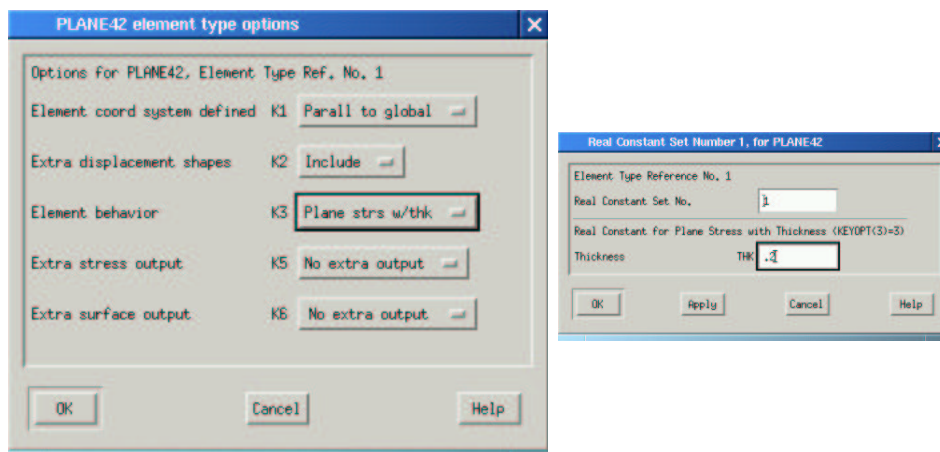 PLANE42 element type options
Options for PLANE42, Element Type Ref. No. 1
Element coord system defined K1 Parall to global
Extra displacement shapes K2 Include
Element behavior K3 Plane strs w/thk
Extra stress output K5 No extra output
Extra surface output K6 No extra output
OK Cancel Help
Real Constant Set Number 1, for PLANE42
Element Type Reference No. 1
Real Constant Set No. 1
Real Constant for Plane Stress with Thickness (KEYOPT(3)=3)
Thickness THK
OK Apply Cancel Help